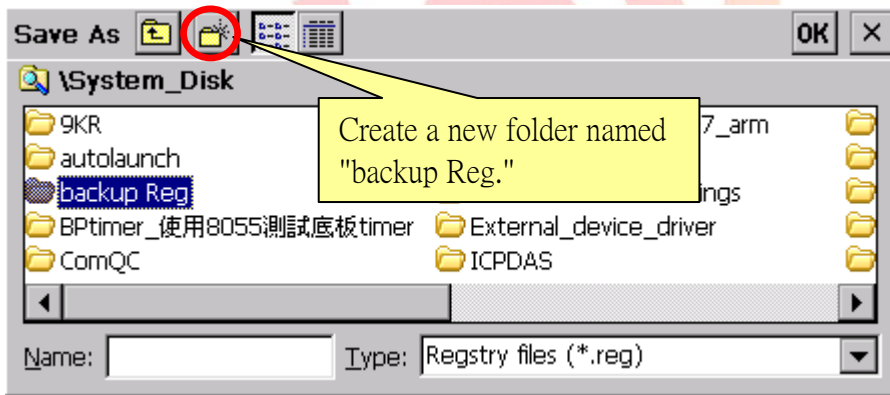 Save As OK
\System_Disk
Create a new folder named
"backup Reg."
9KR 7_arm
autolaunch
backup Reg ings
BPtimer_使用8055測試底板timer External_device_driver
ComQC ICPDAS
Name: Type: Regstry files (*.reg)